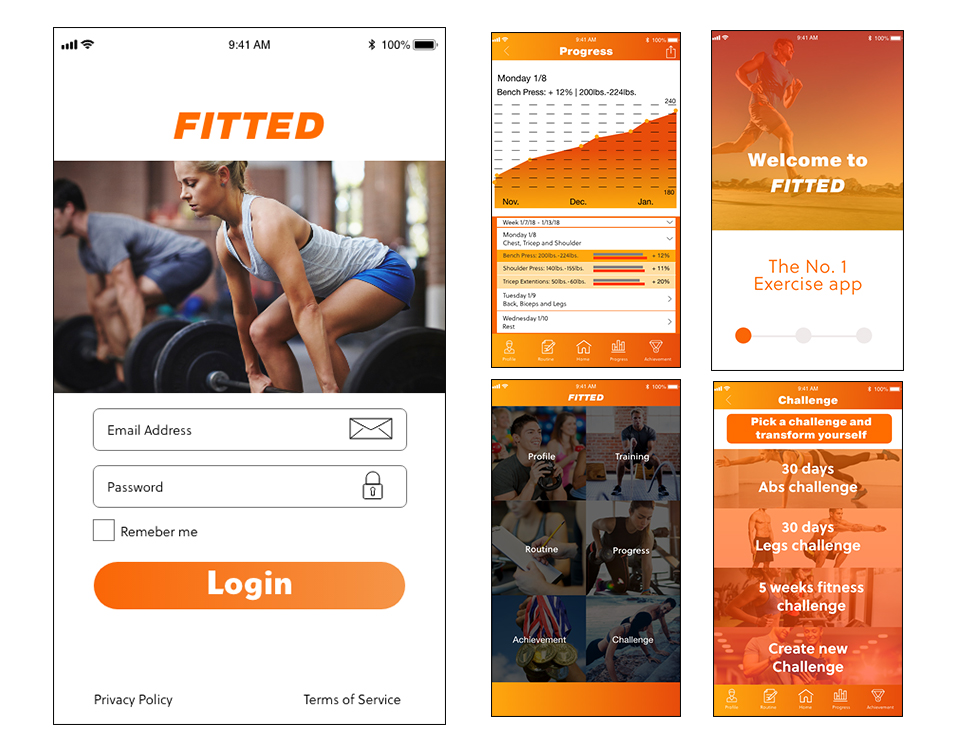 9:41 AM
100%
FITTED
Email Address
Password
Remeber me
Login
Privacy Policy
Terms of Service
9:41 AM
100%
Progress
Monday 1/8
Bench Press: + 12% | 200lbs.-224lbs.
240
180
Nov.
Dec.
Jan.
Week 1/7/18 - 1/13/18
Monday 1/8
Chest, Tricep and Shoulder
Bench Press: 200lbs.-224lbs.
+ 12%
Shoulder Press: 140lbs.-155lbs.
+ 11%
Tricep Extentions: 50lbs.-60lbs.
+ 20%
Tuesday 1/9
Back, Biceps and Legs
Wednesday 1/10
Rest
Profile
Routine
Home
Progress
Achievement
9:41 AM
100%
Welcome to
FITTED
The No. 1
Exercise app
9:41 AM
100%
FITTED
Profile
Training
Routine
Progress
Achievement
Challenge
9:41 AM
100%
Challenge
Pick a challenge and
transform yourself
30 days
Abs challenge
30 days
Legs challenge
5 weeks fitness
challenge
Create new
Challenge
Profile
Routine
Home
Progress
Achievement